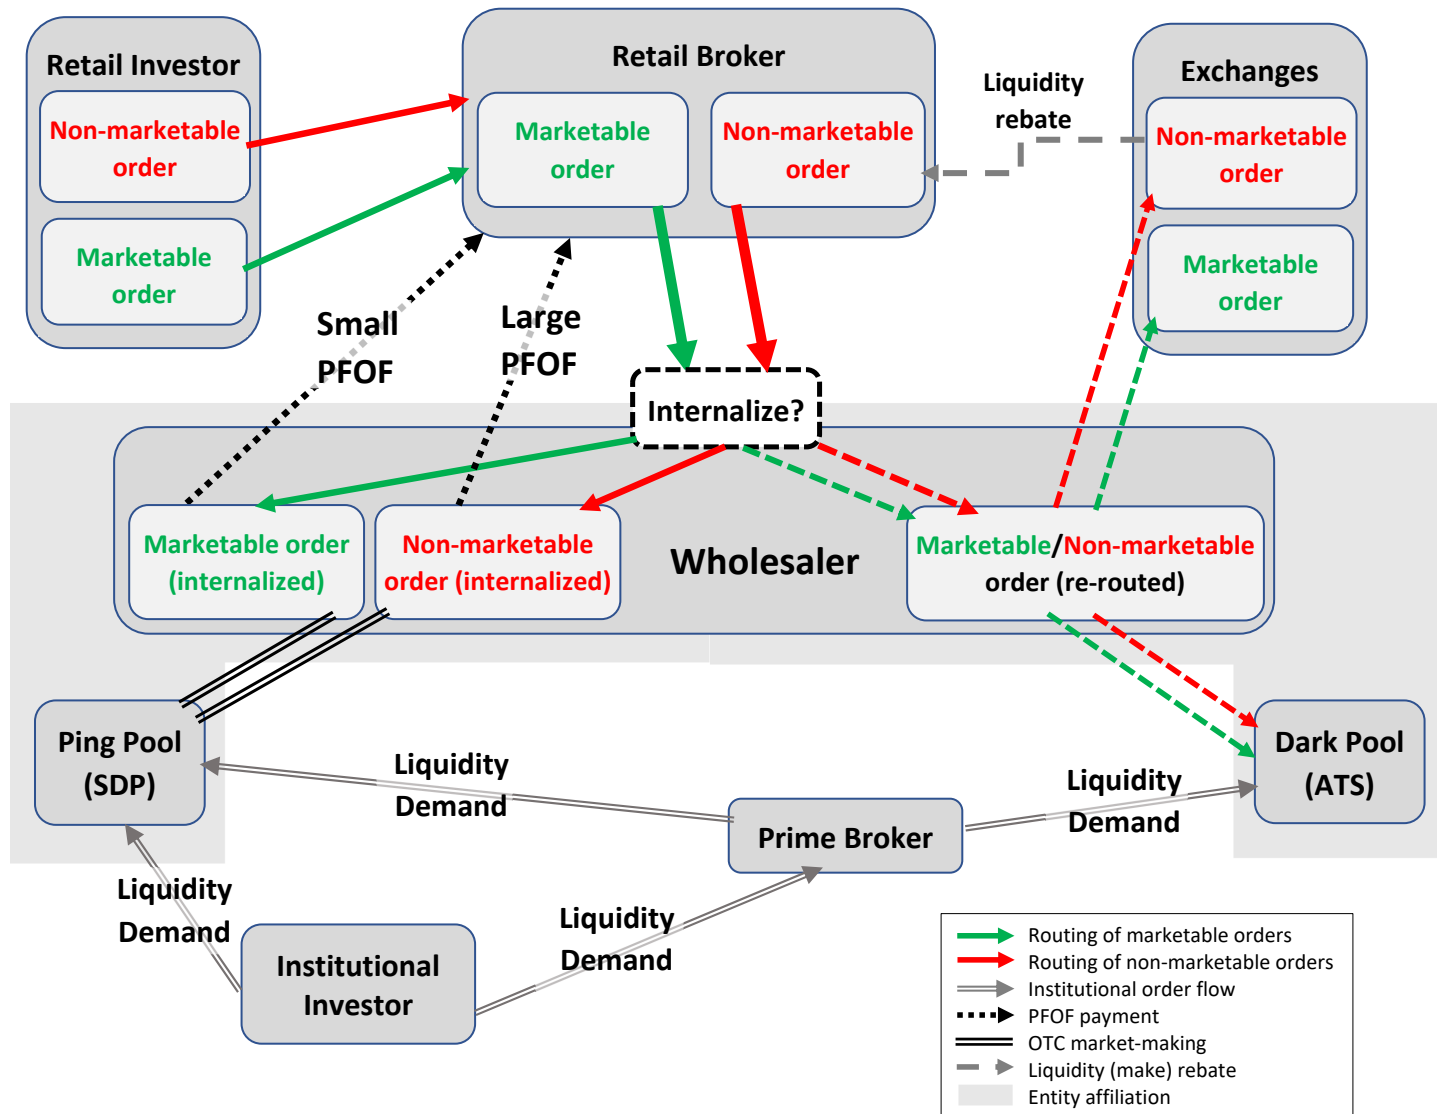 Retail Investor
Non-marketable
order
Marketable
order
Retail Broker
Marketable
order
Non-marketable
order
Liquidity
rebate
Exchanges
Non-marketable
order
Marketable
order
Small
PFOF
Large
PFOF
Internalize?
Marketable order
(internalized)
Non-marketable
order (internalized)
Wholesaler
Marketable/Non-marketable
order (re-routed)
Ping Pool
(SDP)
Liquidity
Demand
Prime Broker
Liquidity
Demand
Dark Pool
(ATS)
Liquidity
Demand
Institutional
Investor
Liquidity
Demand
Routing of marketable orders
Routing of non-marketable orders
Institutional order flow
PFOF payment
OTC market-making
Liquidity (make) rebate
Entity affiliation